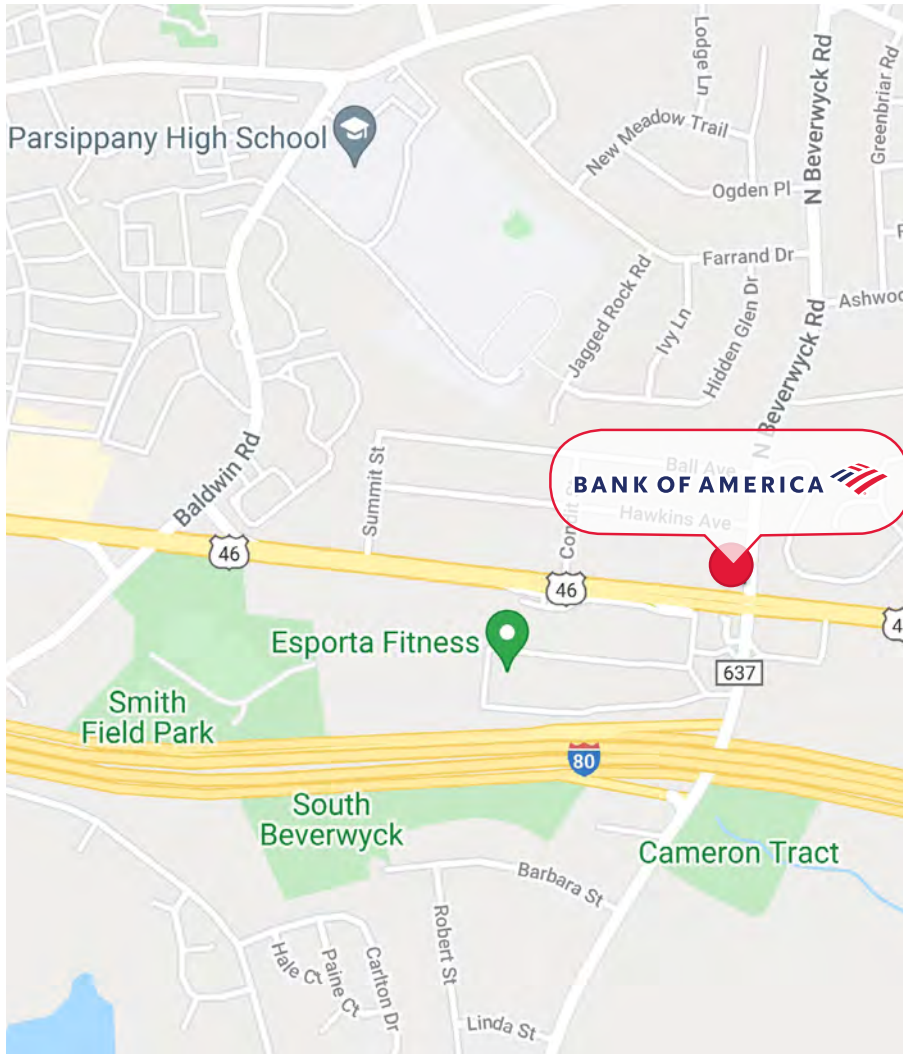 Lodge Ln
N Beverwyck Rd
Greenbriar Rd
Parsippany High School
New Meadow Trail
Ogden Pl
Farrand Dr
Jagged Rock Rd
Ivy Ln
Hidden Glen Dr
Ashwoo
N Beverwyck Rd
Baldwin Rd
Summit St
Ball Ave
BANK OF AMERICA
Hawkins Ave
46
46
4
Esporta Fitness
637
Smith
Field Park
80
South
Beverwyck
Cameron Tract
Barbara St
Robert St
Hale Ct
Paine Ct
Carlton Dr
Linda St